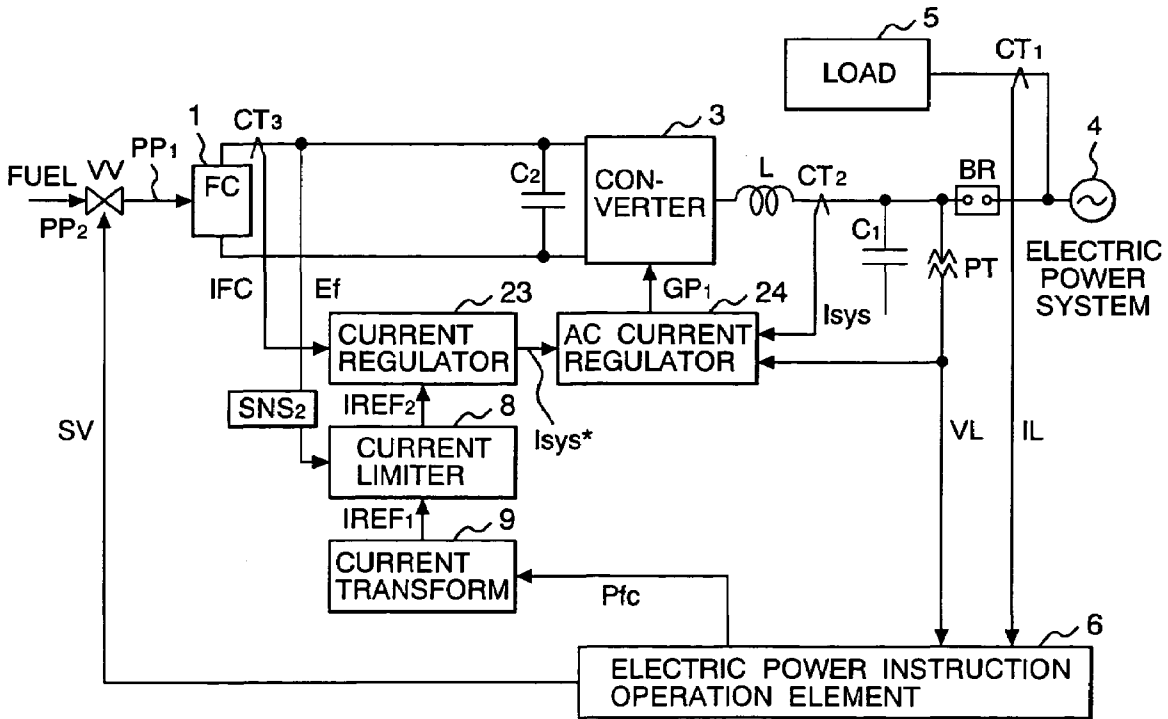 5
LOAD
CT1
1
CT3
3
4
FUEL
VV
PP1
FC
C2
CON-
VERTER
L
CT2
BR
PP2
C1
PT
ELECTRIC
POWER
SYSTEM
IFC
Ef
GP1
Isys
23
24
CURRENT
REGULATOR
AC CURRENT
REGULATOR
SNS2
IREF2
8
Isys*
SV
CURRENT
LIMITER
VL
IL
IREF1
9
CURRENT
TRANSFORM
Pfc
6
ELECTRIC POWER INSTRUCTION
OPERATION ELEMENT